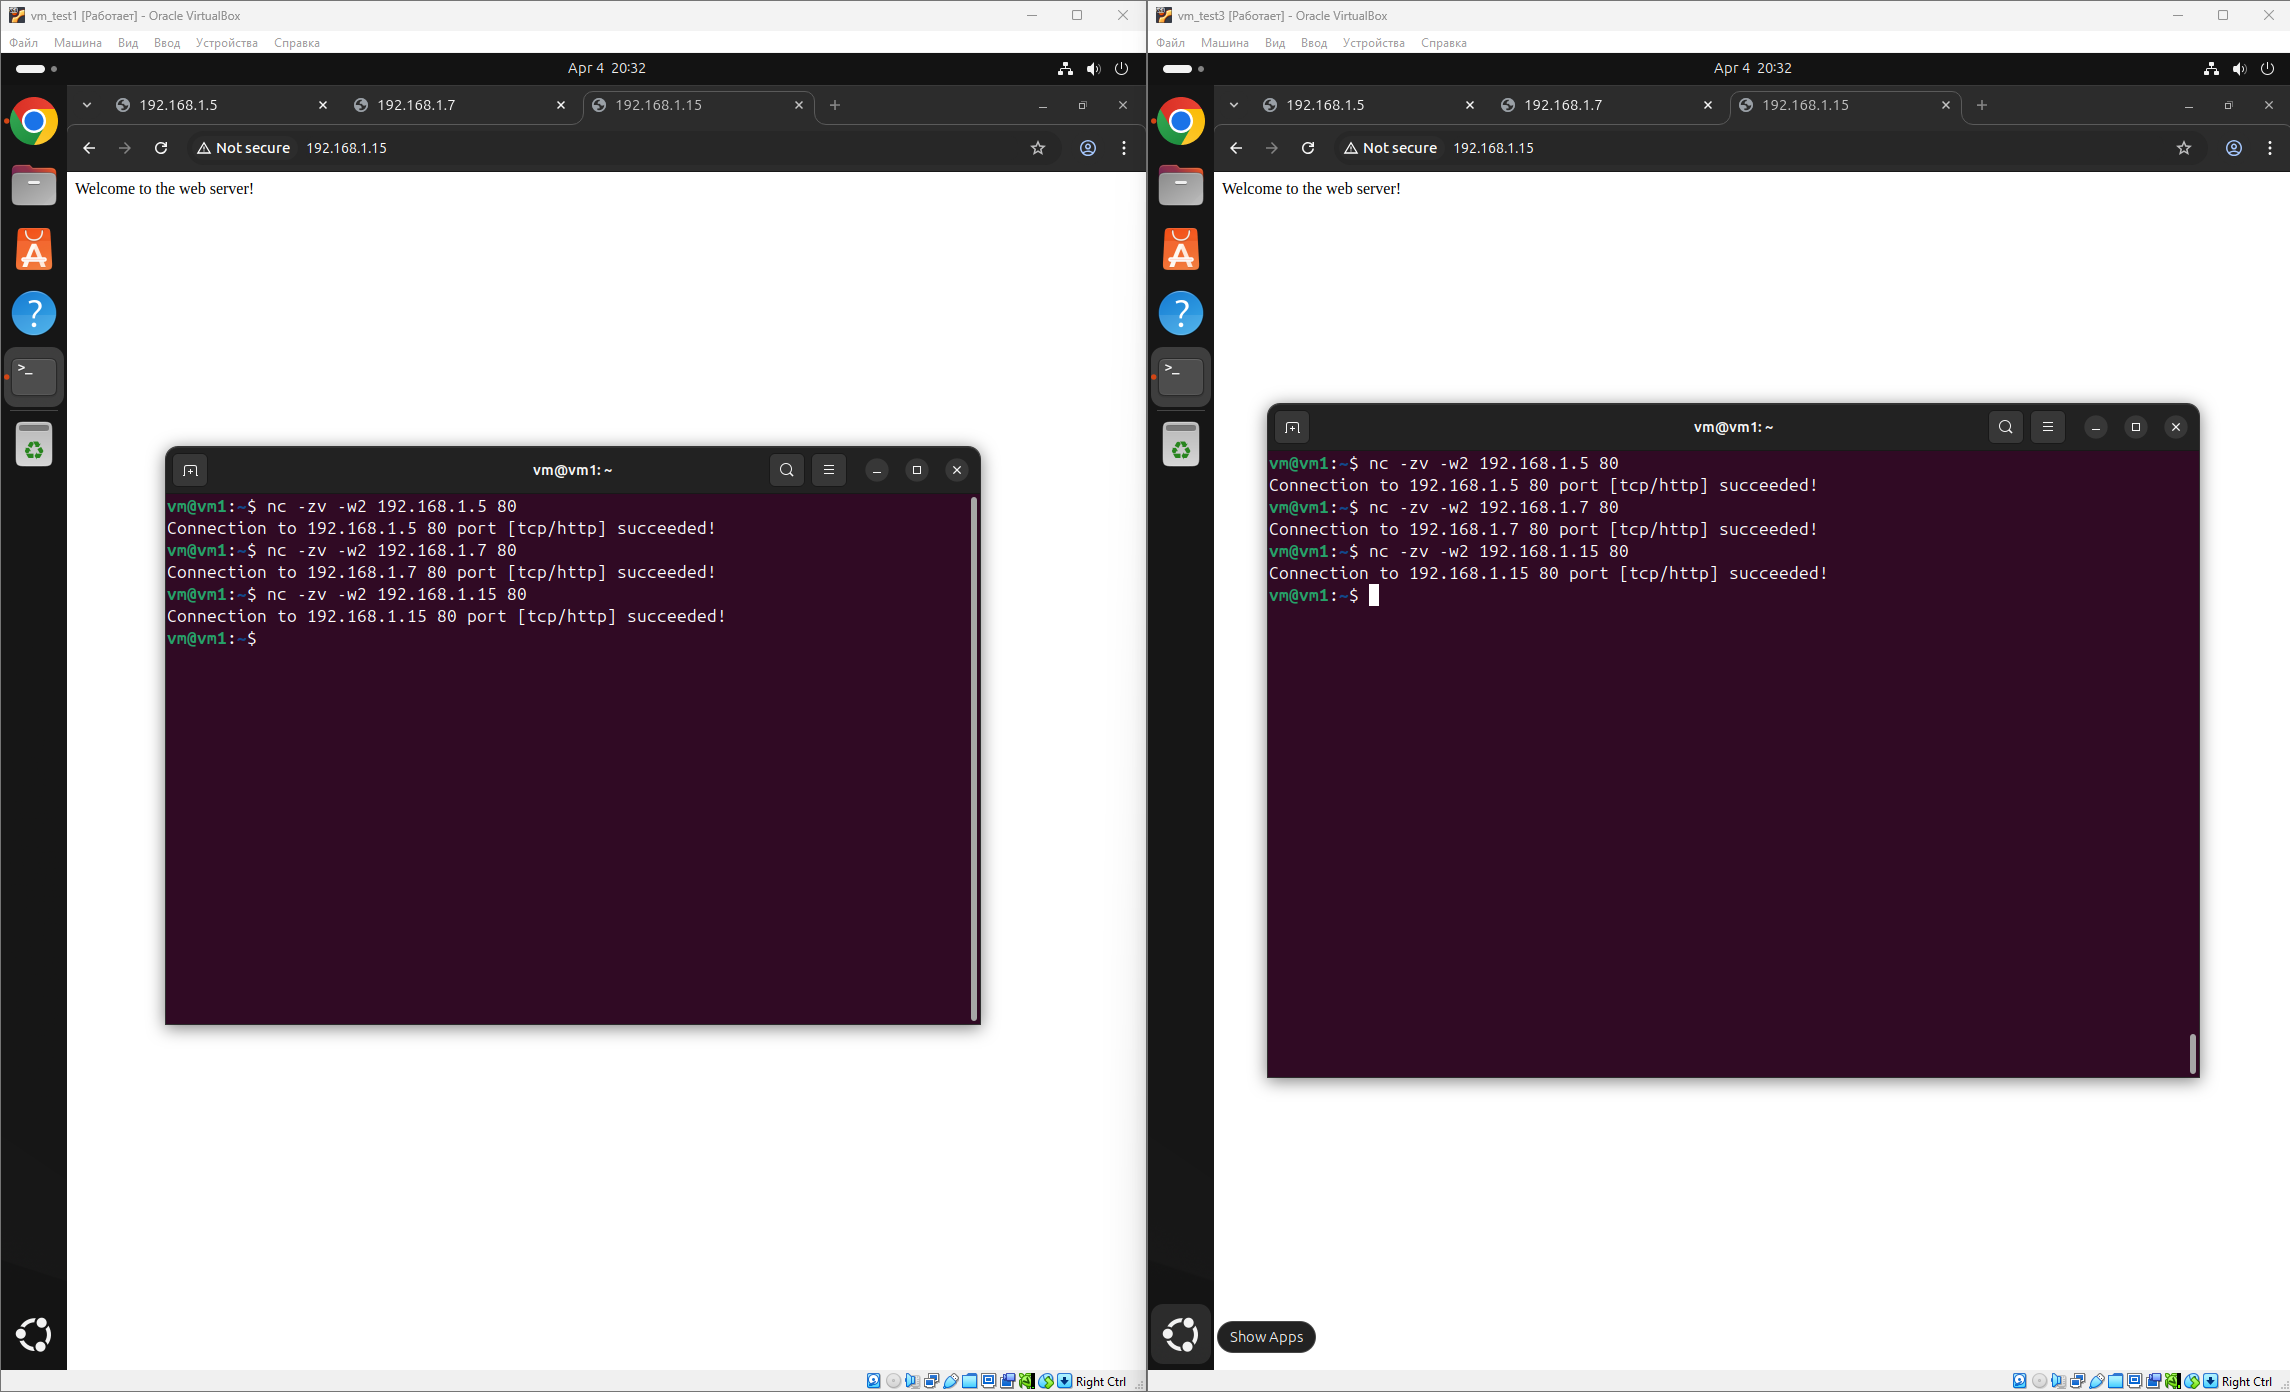 vm_test1 [Работает] - Oracle VirtualBox
Файл Машина Вид Ввод Устройства Справка
Apr 4 20:32
192.168.1.5 192.168.1.7 192.168.1.15
Not secure 192.168.1.15
Welcome to the web server!
vm@vm1: ~
vm@vm1:~$ nc -zv -w2 192.168.1.5 80
Connection to 192.168.1.5 80 port [tcp/http] succeeded!
vm@vm1:~$ nc -zv -w2 192.168.1.7 80
Connection to 192.168.1.7 80 port [tcp/http] succeeded!
vm@vm1:~$ nc -zv -w2 192.168.1.15 80
Connection to 192.168.1.15 80 port [tcp/http] succeeded!
vm@vm1:~$
Right Ctrl
vm_test3 [Работает] - Oracle VirtualBox
Файл Машина Вид Ввод Устройства Справка
Apr 4 20:32
192.168.1.5 192.168.1.7 192.168.1.15
Not secure 192.168.1.15
Welcome to the web server!
vm@vm1: ~
vm@vm1:~$ nc -zv -w2 192.168.1.5 80
Connection to 192.168.1.5 80 port [tcp/http] succeeded!
vm@vm1:~$ nc -zv -w2 192.168.1.7 80
Connection to 192.168.1.7 80 port [tcp/http] succeeded!
vm@vm1:~$ nc -zv -w2 192.168.1.15 80
Connection to 192.168.1.15 80 port [tcp/http] succeeded!
vm@vm1:~$
Show Apps
Right Ctrl